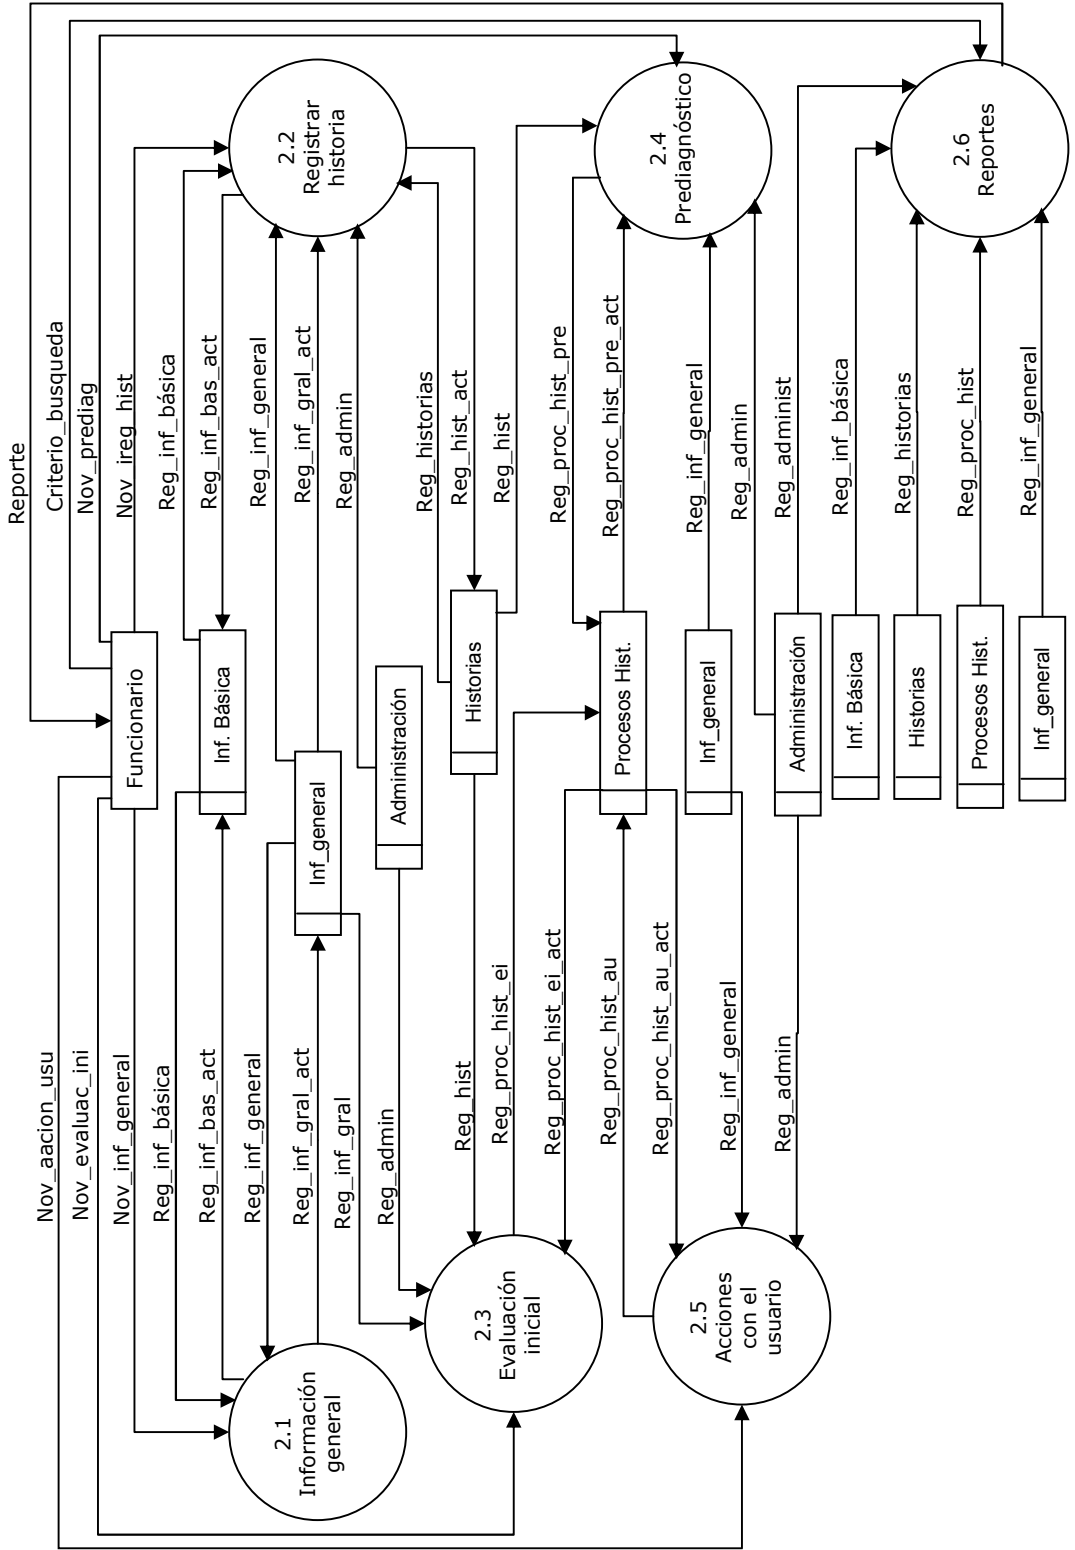 Reporte
Nov_aacion_usu
Criterio_busqueda
Nov_evaluac_ini
Nov_prediag
Nov_inf_general
Funcionario
Nov_ireg_hist
Reg_inf_básica
Reg_inf_básica
Reg_inf_bas_act
Inf. Básica
Reg_inf_bas_act
Reg_inf_general
Reg_inf_general
2.1
Información
general
Reg_inf_gral_act
Inf_general
Reg_inf_gral_act
2.2
Registrar
historia
Reg_inf_gral
Reg_admin
Reg_admin
Administración
Reg_historias
Reg_hist
Historias
Reg_hist_act
Reg_proc_hist_ei
Reg_hist
2.3
Evaluación
inicial
Reg_proc_hist_ei_act
Reg_proc_hist_pre
Reg_proc_hist_au
Procesos Hist.
Reg_proc_hist_pre_act
Reg_proc_hist_au_act
2.4
Prediagnóstico
Inf_general
Reg_inf_general
2.5
Acciones
con el
usuario
Reg_inf_general
Reg_admin
Reg_admin
Administración
Reg_administ
Inf. Básica
Reg_inf_básica
Historias
Reg_historias
Procesos Hist.
Reg_proc_hist
2.6
Reportes
Inf_general
Reg_inf_general